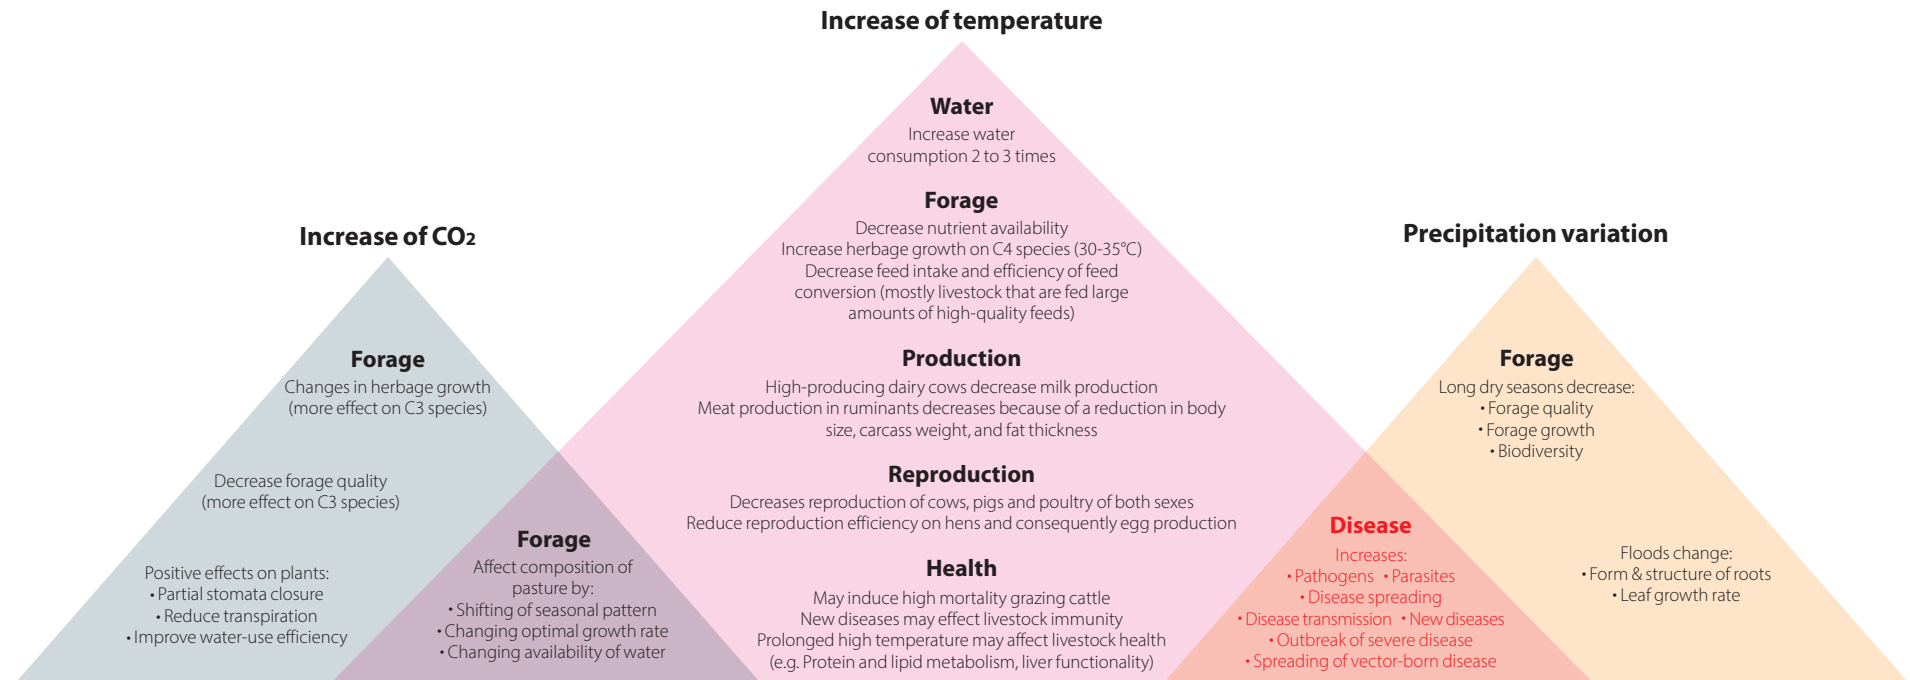 Increase of temperature
Water
Increase water
consumption 2 to 3 times
Forage
Decrease nutrient availability
Increase herbage growth on C4 species (30-35°C)
Decrease feed intake and efficiency of feed
conversion (mostly livestock that are fed large
amounts of high-quality feeds)
Production
High-producing dairy cows decrease milk production
Meat production in ruminants decreases because of a reduction in body
size, carcass weight, and fat thickness
Reproduction
Decreases reproduction of cows, pigs and poultry of both sexes
Reduce reproduction efficiency on hens and consequently egg production
Health
May induce high mortality grazing cattle
New diseases may effect livestock immunity
Prolonged high temperature may affect livestock health
(e.g. Protein and lipid metabolism, liver functionality)
Increase of CO2
Forage
Changes in herbage growth
(more effect on C3 species)
Decrease forage quality
(more effect on C3 species)
Positive effects on plants:
• Partial stomata closure
• Reduce transpiration
• Improve water-use efficiency
Forage
Affect composition of
pasture by:
• Shifting of seasonal pattern
• Changing optimal growth rate
• Changing availability of water
Precipitation variation
Forage
Long dry seasons decrease:
• Forage quality
• Forage growth
• Biodiversity
Floods change:
• Form & structure of roots
• Leaf growth rate
Disease
Increases:
• Pathogens • Parasites
• Disease spreading
• Disease transmission • New diseases
• Outbreak of severe disease
• Spreading of vector-born disease